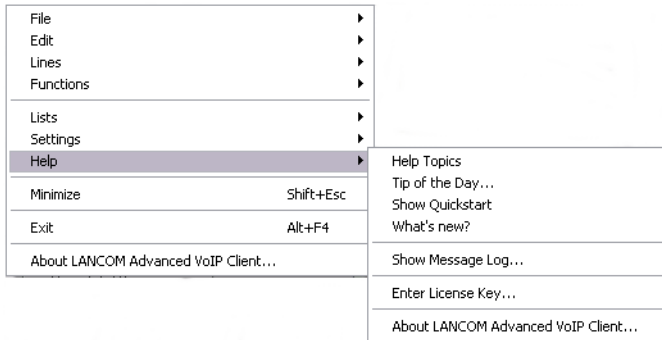 File
Edit
Lines
Functions
Lists
Settings
Help
Minimize Shift+Esc
Exit Alt+F4
About LANCOM Advanced VoIP Client...
Help Topics
Tip of the Day...
Show Quickstart
What's new?
Show Message Log...
Enter License Key...
About LANCOM Advanced VoIP Client...